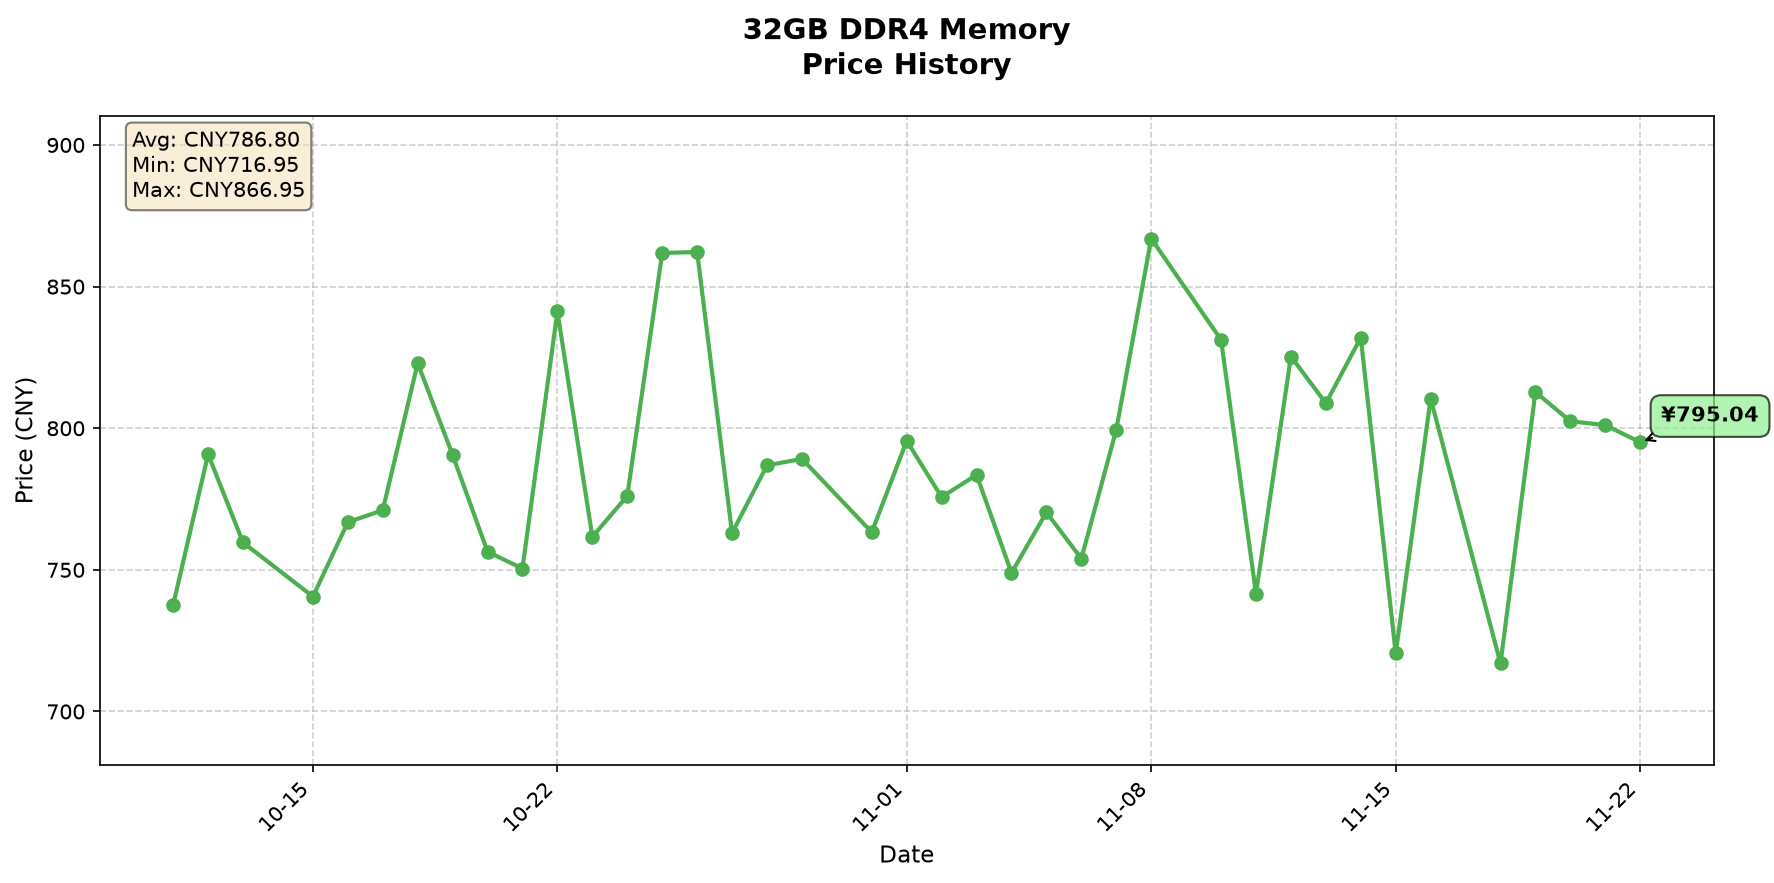 32GB DDR4 Memory
Price History
Avg: CNY786.80
Min: CNY716.95
Max: CNY866.95
900
850
800
750
700
Price (CNY)
¥795.04
10-15
10-22
11-01
11-08
11-15
11-22
Date